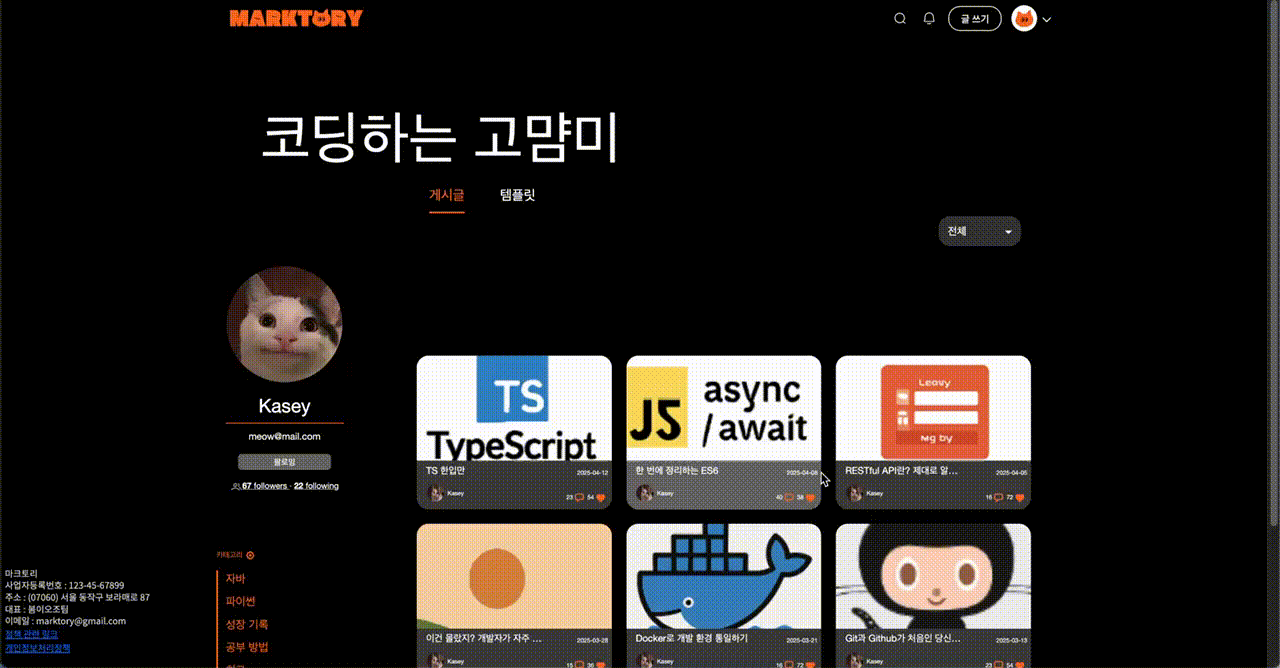 MARKTORY
글 쓰기
코딩하는 고먐미
게시글
템플릿
전체
Kasey
meow@mail.com
팔로잉
67 followers · 22 following
카테고리
자바
파이썬
성장 기록
공부 방법
TS
TypeScript
TS 한입만
2025-04-12
Kasey
23
54
JS
async
/await
한 번에 정리하는 ES6
2025-04-08
Kasey
40
38
Leavy
Mg by
RESTful API란? 제대로 알...
2025-04-05
Kasey
16
72
이건 몰랐지? 개발자가 자주 ...
2025-03-28
Kasey
15
36
Docker로 개발 환경 통일하기
2025-03-21
Kasey
16
72
Git과 Github가 처음인 당신...
2025-03-13
Kasey
23
54
마크토리
사업자등록번호 : 123-45-67899
주소 : (07060) 서울 동작구 보라매로 87
대표 : 봄이오조팀
이메일 : marktory@gmail.com
정책 관련 링크
개인정보처리정책